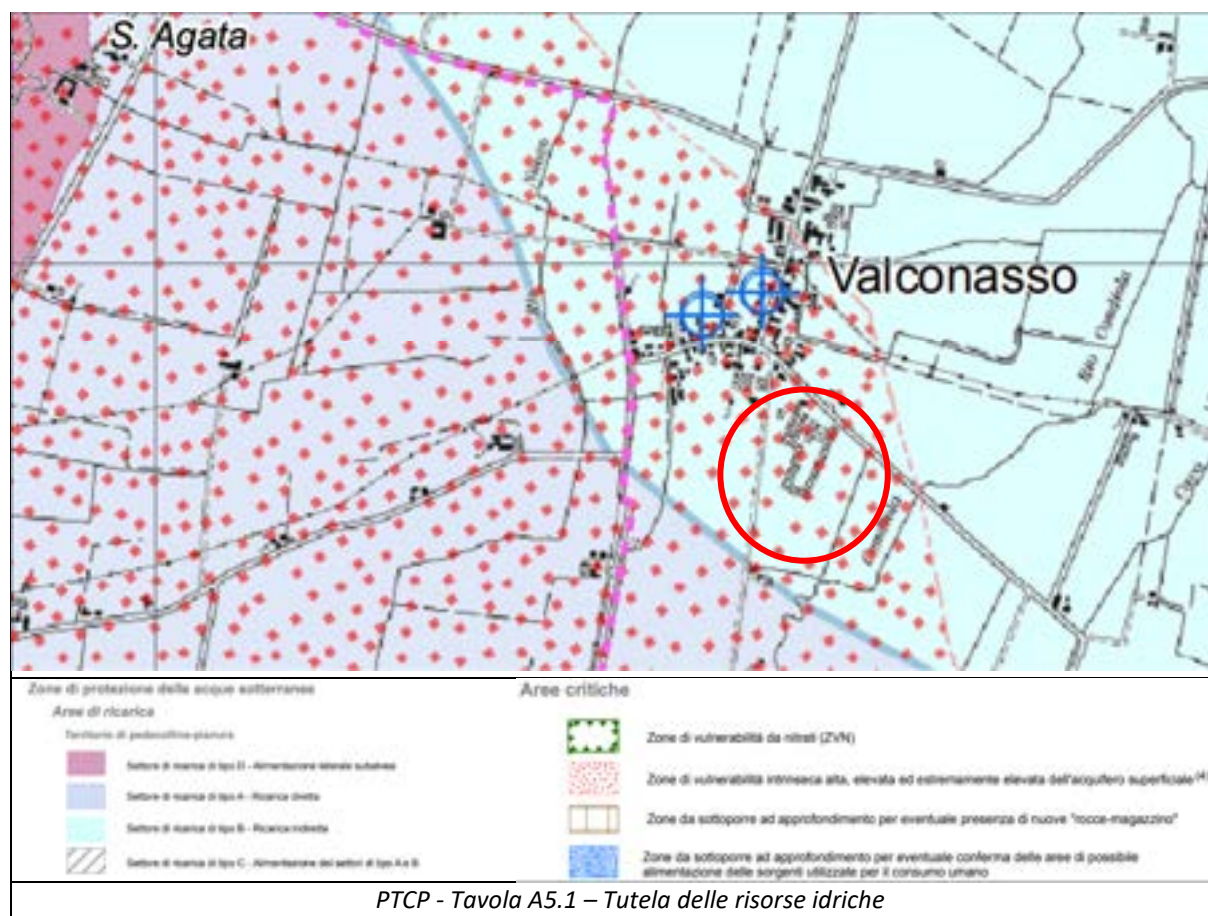 S. Agata
Valconasso
Rio
Zone di protezione delle acque sotterranee
Aree di ricarica
Territorio di pedecollina-pianura
Settore di ricarica di tipo D - Alimentazione laterale subalvea
Settore di ricarica di tipo A - Ricarica diretta
Settore di ricarica di tipo B - Ricarica indiretta
Settore di ricarica di tipo C - Alimentazione dei settori di tipo A e B
Aree critiche
Zone di vulnerabilità da nitrati (ZVN)
Zone di vulnerabilità intrinseca alta, elevata ed estremamente elevata dell'acquifero superficiale (4)
Zone da sottoporre ad approfondimento per eventuale presenza di nuove "rocce-magazzino"
Zone da sottoporre ad approfondimento per eventuale conferma delle aree di possibile
alimentazione delle sorgenti utilizzate per il consumo umano
PTCP - Tavola A5.1 – Tutela delle risorse idriche